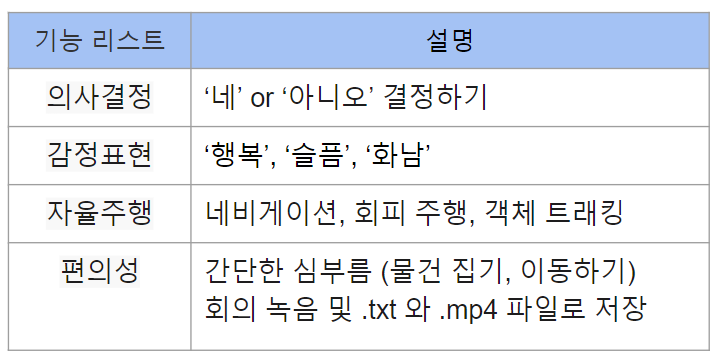 기능 리스트 설명
의사결정 ‘네’ or ‘아니오’ 결정하기
감정표현 ‘행복’, ‘슬픔’, ‘화남’
자율주행 네비게이션, 회피 주행, 객체 트래킹
편의성 간단한 심부름 (물건 집기, 이동하기)
회의 녹음 및 .txt 와 .mp4 파일로 저장